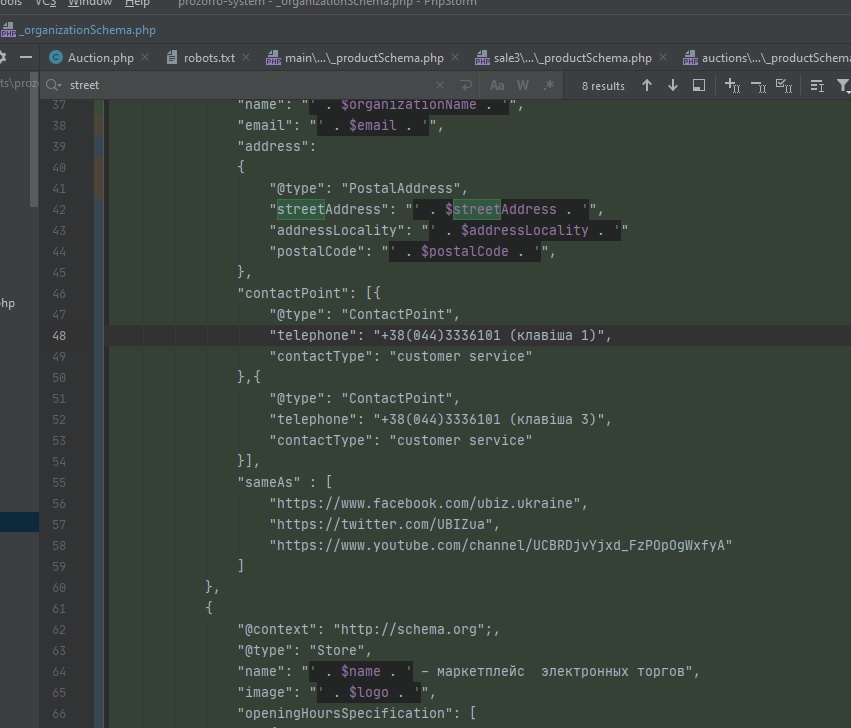 ools VCS Window Help prozorro-system - _organizationSchema.php - PhpStorm
_organizationSchema.php
Auction.php robots.txt main\...\_productSchema.php sale3\...\_productSchema.php auctions\...\_productSchema
ts\proz
street Aa W .* 8 results
37 "name": "' . $organizationName . '",
38 "email": "' . $email . '",
39 "address":
40 {
41 "@type": "PostalAddress",
42 "streetAddress": "' . $streetAddress . '",
43 "addressLocality": "' . $addressLocality . '"
44 "postalCode": "' . $postalCode . '",
45 },
46 "contactPoint": [{
hp
47 "@type": "ContactPoint",
48 "telephone": "+38(044)3336101 (клавіша 1)",
49 "contactType": "customer service"
50 },{
51 "@type": "ContactPoint",
52 "telephone": "+38(044)3336101 (клавіша 3)",
53 "contactType": "customer service"
54 }],
55 "sameAs" : [
56 "https://www.facebook.com/ubiz.ukraine",
57 "https://twitter.com/UBIZua",
58 "https://www.youtube.com/channel/UCBRDjvYjxd_FzPOpOgWxfyA"
59 ]
60 },
61 {
62 "@context": "http://schema.org";,
63 "@type": "Store",
64 "name": "' . $name . ' – маркетплейс электронных торгов",
65 "image": "' . $logo . '",
66 "openingHoursSpecification": [